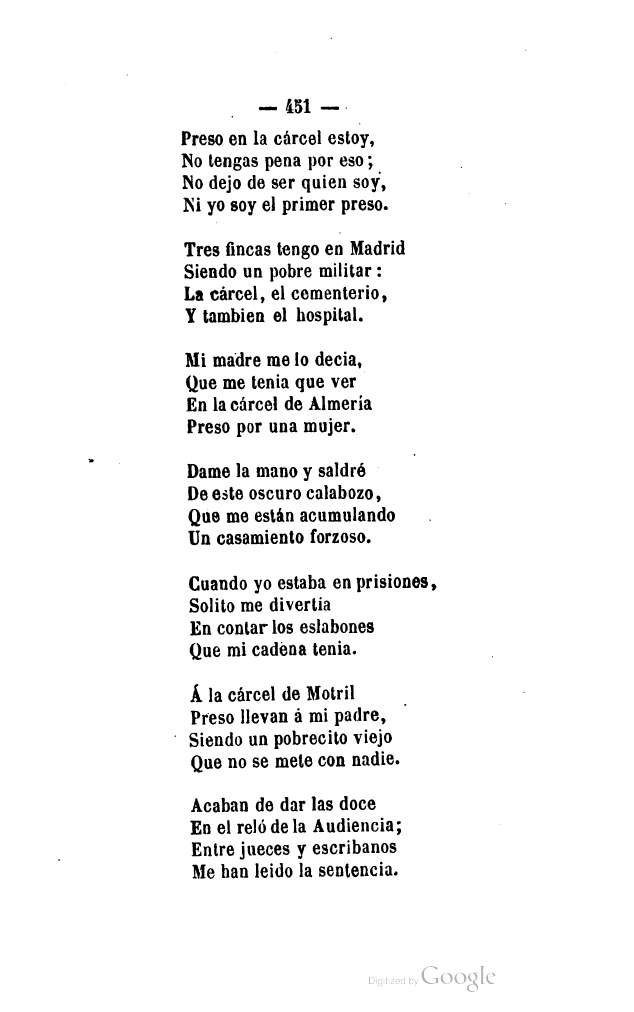 — 451 —
Preso en la cárcel estoy,
No tengas pena por eso;
No dejo de ser quien soy,
Ni yo soy el primer preso.
Tres fincas tengo en Madrid
Siendo un pobre militar:
La cárcel, el cementerio,
Y tambien el hospital.
Mi madre me lo decia,
Que me tenia que ver
En la cárcel de Almería
Preso por una mujer.
Dame la mano y saldré
De este oscuro calabozo,
Que me están acumulando
Un casamiento forzoso.
Cuando yo estaba en prisiones,
Solito me divertia
En contar los eslabones
Que mi cadena tenia.
Á la cárcel de Motril
Preso llevan á mi padre,
Siendo un pobrecito viejo
Que no se mete con nadie.
Acaban de dar las doce
En el reló de la Audiencia;
Entre jueces y escribanos
Me han leido la sentencia.
Digitized by Google